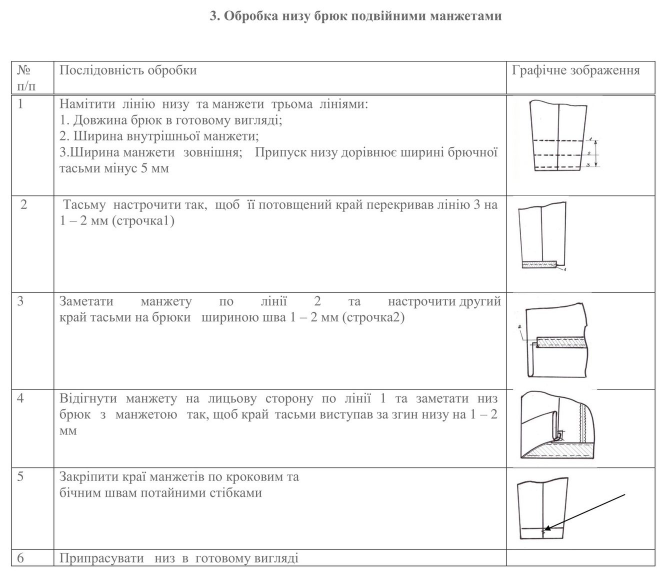 3. Обробка низу брюк подвійними манжетами
№ п/п Послідовність обробки Графічне зображення
1 Намітити лінію низу та манжети трьома лініями:
1. Довжина брюк в готовому вигляді;
2. Ширина внутрішньої манжети;
3.Ширина манжети зовнішня; Припуск низу дорівнює ширині брючної
тасьми мінус 5 мм
2 Тасьму настрочити так, щоб її потовщений край перекривав лінію 3 на
1 – 2 мм (строчка1)
3 Заметати манжету по лінії 2 та настрочити другий
край тасьми на брюки шириною шва 1 – 2 мм (строчка2)
4 Відігнути манжету на лицьову сторону по лінії 1 та заметати низ
брюк з манжетою так, щоб край тасьми виступав за згин низу на 1 – 2
мм
5 Закріпити краї манжетів по кроковим та
бічним швам потайними стібками
6 Припрасувати низ в готовому вигляді